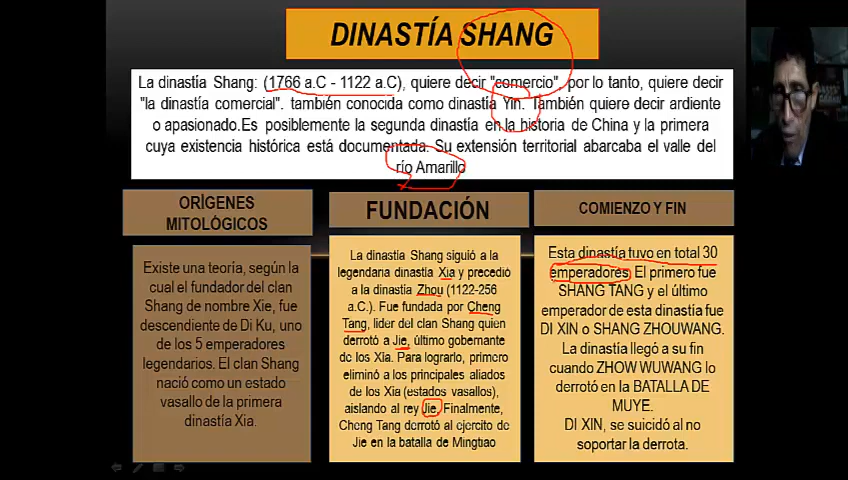 DINASTÍA SHANG
La dinastía Shang: (1766 a.C - 1122 a.C), quiere decir "comercio", por lo tanto, quiere decir
"la dinastía comercial". también conocida como dinastía Yin. También quiere decir ardiente
o apasionado.Es posiblemente la segunda dinastía en la historia de China y la primera
cuya existencia histórica está documentada. Su extensión territorial abarcaba el valle del
río Amarillo
ORÌGENES
MITOLÓGICOS
Existe una teoría, según la
cual el fundador del clan
Shang de nombre Xie, fue
descendiente de Di Ku, uno
de los 5 emperadores
legendarios. El clan Shang
nació como un estado
vasallo de la primera
dinastía Xia.
FUNDACIÓN
La dinastía Shang siguió a la
legendaria dinastía Xia y precedió
a la dinastía Zhou (1122-256
a.C.). Fue fundada por Cheng
Tang, lider del clan Shang quien
derrotó a Jie, último gobernante
de los Xia. Para lograrlo, primero
eliminó a los principales aliados
de los Xia (estados vasallos),
aislando al rey Jie. Finalmente,
Cheng Tang derrotó al ejercito de
Jie en la batalla de Mingtiao
COMIENZO Y FIN
Esta dinastía tuvo en total 30
emperadores. El primero fue
SHANG TANG y el último
emperador de esta dinastía fue
DI XIN O SHANG ZHOUWANG.
La dinastía llegó a su fin
cuando ZHOW WUWANG lo
derrotó en la BATALLA DE
MUYE.
DI XIN, se suicidó al no
soportar la derrota.